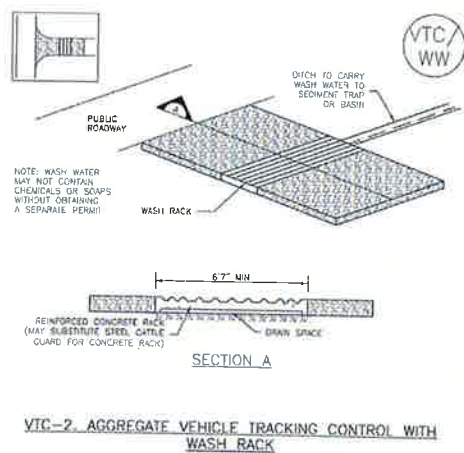 VTC/
WW
DITCH TO CARRY
WASH WATER TO
SEDIMENT TRAP
OR BASIN
A
PUBLIC
ROADWAY
NOTE: WASH WATER
MAY NOT CONTAIN
CHEMICALS OR SOAPS
WITHOUT OBTAINING
A SEPARATE PERMIT
WASH RACK
6'7" MIN
REINFORCED CONCRETE RACK
(MAY SUBSTITUTE STEEL CATTLE
GUARD FOR CONCRETE RACK)
DRAIN SPACE
SECTION A
VTC-2. AGGREGATE VEHICLE TRACKING CONTROL WITH
WASH RACK